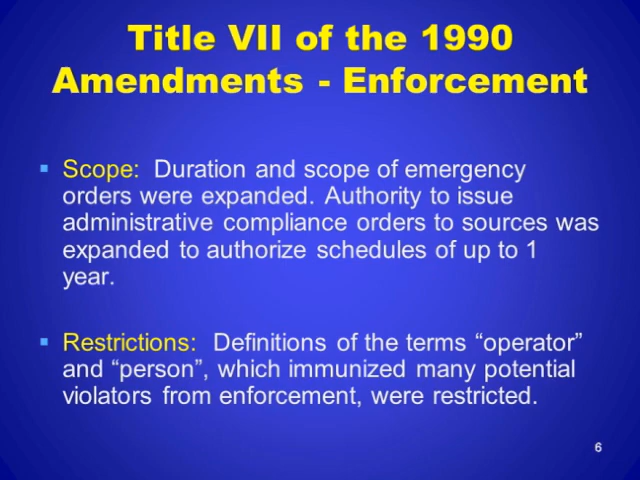 Title VII of the 1990
Amendments - Enforcement
▪ Scope: Duration and scope of emergency
orders were expanded. Authority to issue
administrative compliance orders to sources was
expanded to authorize schedules of up to 1
year.
▪ Restrictions: Definitions of the terms “operator”
and “person”, which immunized many potential
violators from enforcement, were restricted.
6